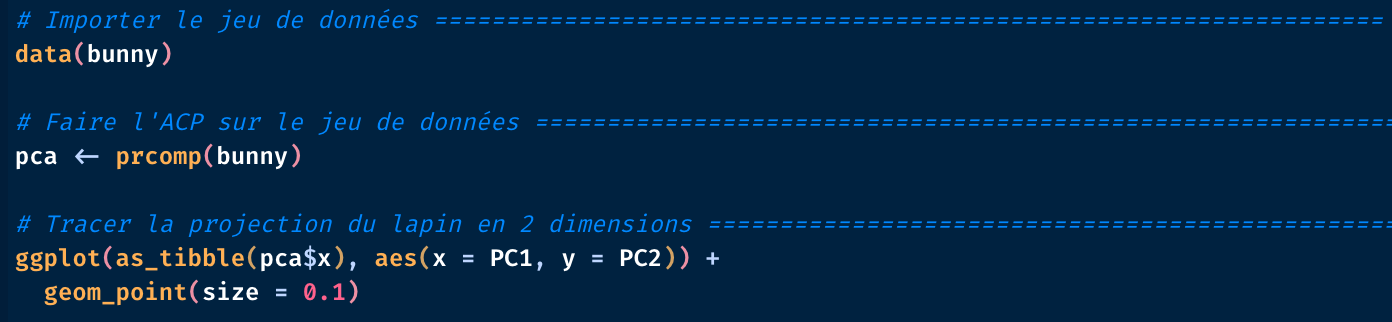 # Importer le jeu de données ==================================================================
data(bunny)
# Faire l'ACP sur le jeu de données ============================================================
pca <- prcomp(bunny)
# Tracer la projection du lapin en 2 dimensions ================================================
ggplot(as_tibble(pca$x), aes(x = PC1, y = PC2)) +
geom_point(size = 0.1)